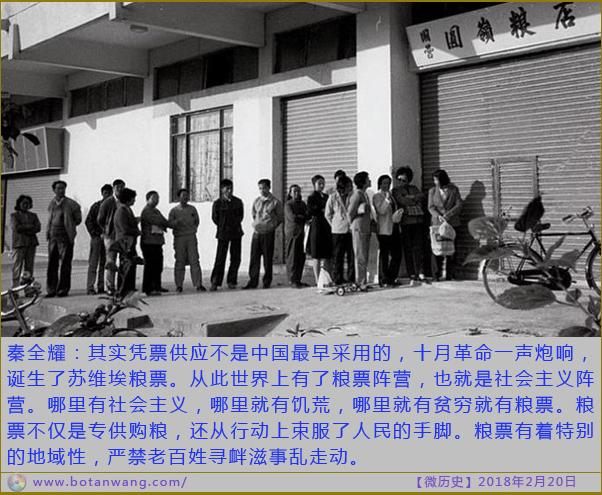 国营 圆嶺粮店
秦全耀：其实凭票供应不是中国最早采用的，十月革命一声炮响，
诞生了苏维埃粮票。从此世界上有了粮票阵营，也就是社会主义阵
营。哪里有社会主义，哪里就有饥荒，哪里就有贫穷就有粮票。粮
票不仅是专供购粮，还从行动上束服了人民的手脚。粮票有着特别
的地域性，严禁老百姓寻衅滋事乱走动。
www.botanwang.com/ 【微历史】2018年2月20日